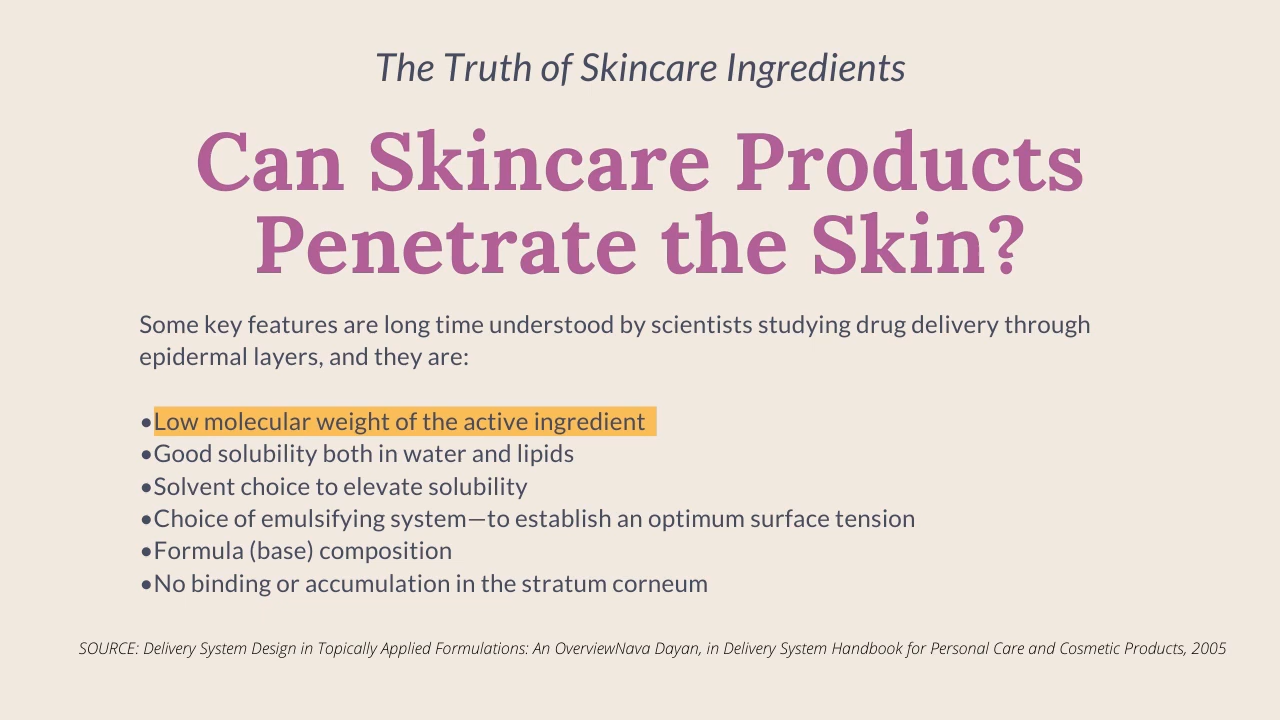 The Truth of Skincare Ingredients
Can Skincare Products
Penetrate the Skin?
Some key features are long time understood by scientists studying drug delivery through
epidermal layers, and they are:
•Low molecular weight of the active ingredient
•Good solubility both in water and lipids
•Solvent choice to elevate solubility
•Choice of emulsifying system—to establish an optimum surface tension
•Formula (base) composition
•No binding or accumulation in the stratum corneum
SOURCE: Delivery System Design in Topically Applied Formulations: An OverviewNava Dayan, in Delivery System Handbook for Personal Care and Cosmetic Products, 2005